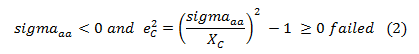 sigma_aa < 0 and e_C^2 = (sigma_aa / X_C)^2 − 1 ≥ 0 failed (2)